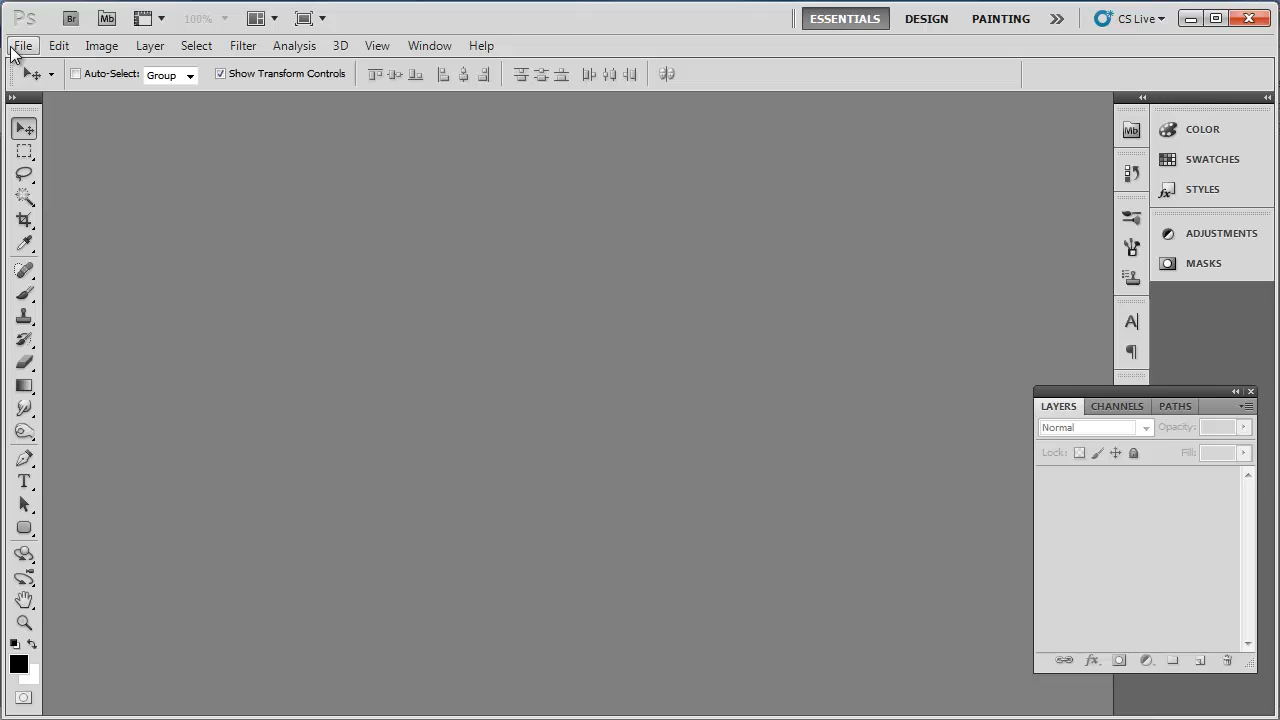 Ps Br Mb 100% ESSENTIALS DESIGN PAINTING CS Live
File Edit Image Layer Select Filter Analysis 3D View Window Help
Auto-Select: Group Show Transform Controls
Mb COLOR
SWATCHES
STYLES
ADJUSTMENTS
MASKS
LAYERS CHANNELS PATHS
Normal Opacity:
Lock: Fill: